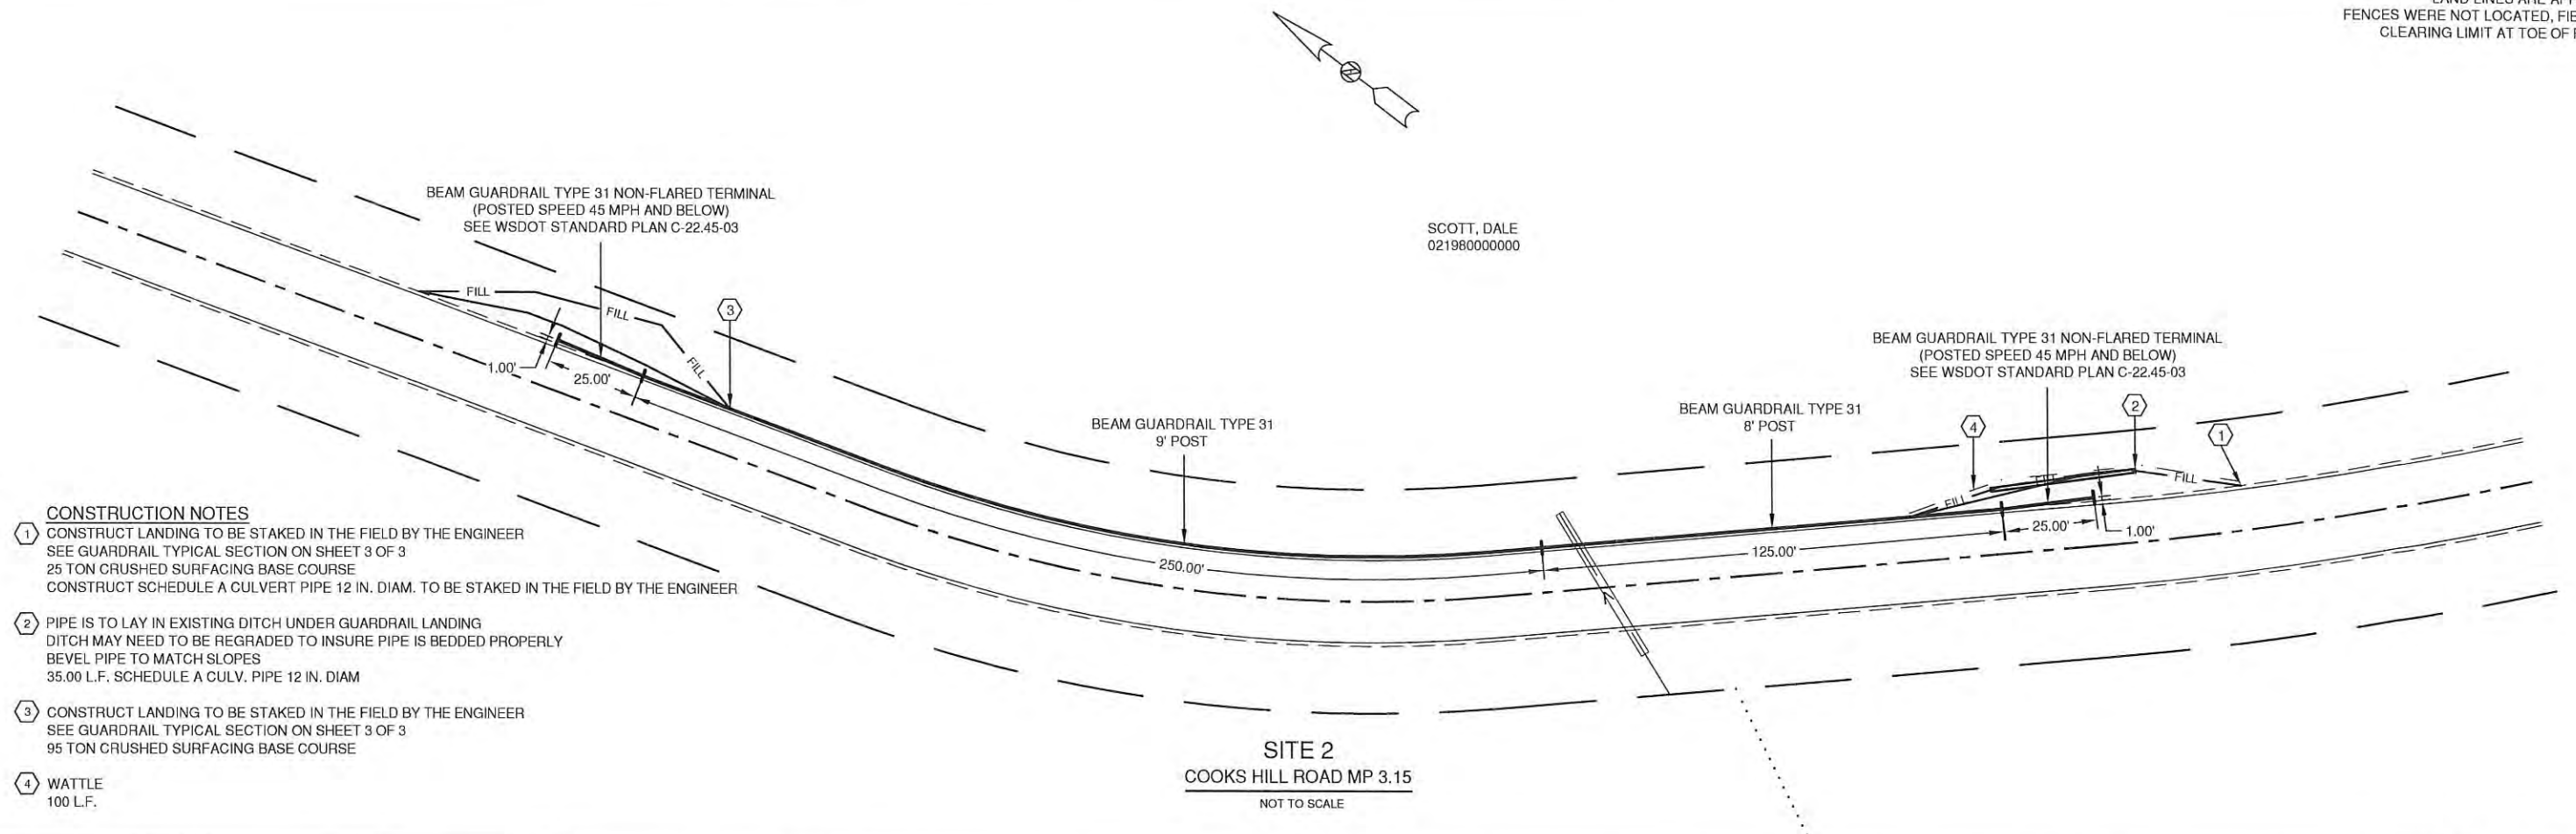 FENCES WERE NOT LOCATED,
CLEARING LIMIT AT TOE OF
BEAM GUARDRAIL TYPE 31 NON-FLARED TERMINAL
(POSTED SPEED 45 MPH AND BELOW)
SEE WSDOT STANDARD PLAN C-22.45-03
SCOTT, DALE
021980000000
FILL
FILL
FILL
3
1.00'
25.00'
BEAM GUARDRAIL TYPE 31
9' POST
BEAM GUARDRAIL TYPE 31
8' POST
BEAM GUARDRAIL TYPE 31 NON-FLARED TERMINAL
(POSTED SPEED 45 MPH AND BELOW)
SEE WSDOT STANDARD PLAN C-22.45-03
4
2
1
FILL
FILL
FILL
250.00'
125.00'
25.00'
1.00'
CONSTRUCTION NOTES
1 CONSTRUCT LANDING TO BE STAKED IN THE FIELD BY THE ENGINEER
SEE GUARDRAIL TYPICAL SECTION ON SHEET 3 OF 3
25 TON CRUSHED SURFACING BASE COURSE
CONSTRUCT SCHEDULE A CULVERT PIPE 12 IN. DIAM. TO BE STAKED IN THE FIELD BY THE ENGINEER
2 PIPE IS TO LAY IN EXISTING DITCH UNDER GUARDRAIL LANDING
DITCH MAY NEED TO BE REGRADED TO INSURE PIPE IS BEDDED PROPERLY
BEVEL PIPE TO MATCH SLOPES
35.00 L.F. SCHEDULE A CULV. PIPE 12 IN. DIAM
3 CONSTRUCT LANDING TO BE STAKED IN THE FIELD BY THE ENGINEER
SEE GUARDRAIL TYPICAL SECTION ON SHEET 3 OF 3
95 TON CRUSHED SURFACING BASE COURSE
4 WATTLE
100 L.F.
SITE 2
COOKS HILL ROAD MP 3.15
NOT TO SCALE